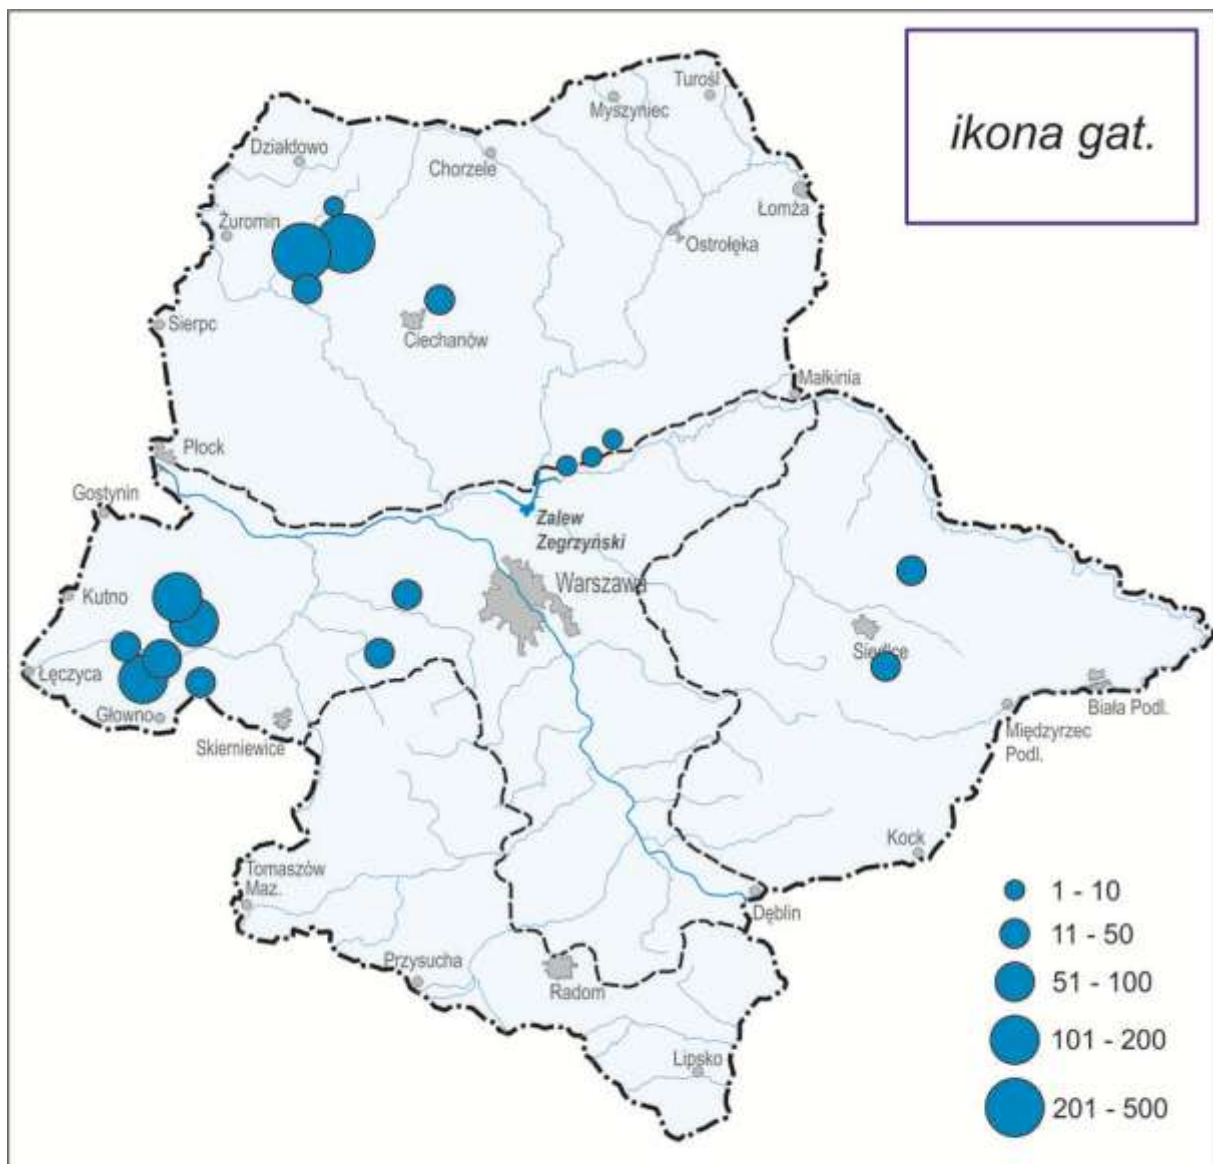 ikona gat.
Turośl
Myszyniec
Działdowo
Chorzele
Łomża
Żuromin
Ostrołęka
Sierpc
Ciechanów
Małkinia
Płock
Gostynin
Zalew
Zegrzyński
Warszawa
Kutno
Siedlce
Łęczyca
Biała Podl.
Głowno
Skierniewice
Międzyrzec
Podl.
Kock
Tomaszów
Maz.
Dęblin
Przysucha
Radom
Lipsko
1 - 10
11 - 50
51 - 100
101 - 200
201 - 500